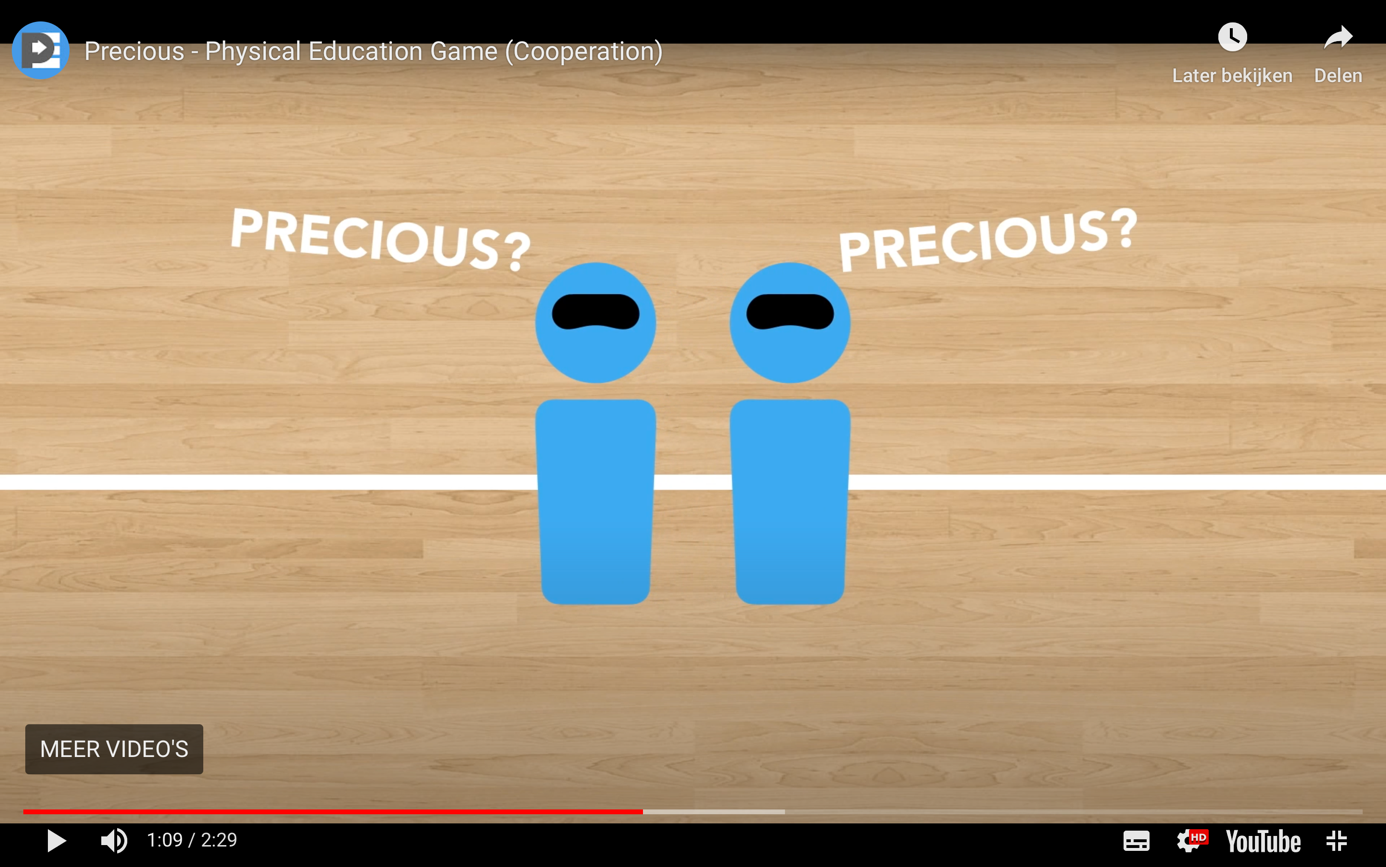 Precious - Physical Education Game (Cooperation)
Later bekijken
Delen
PRECIOUS?
PRECIOUS?
MEER VIDEO'S
1:09 / 2:29
HD
YouTube